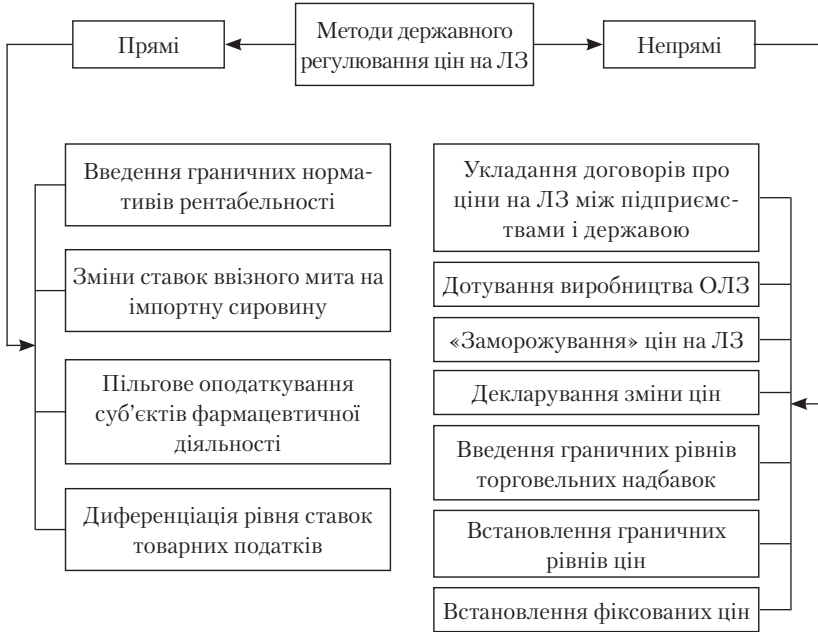 Прямі
Методи державного
регулювання цін на ЛЗ
Непрямі
Введення граничних норма-
тивів рентабельності
Зміни ставок ввізного мита на
імпортну сировину
Пільгове оподаткування
суб’єктів фармацевтичної
діяльності
Диференціація рівня ставок
товарних податків
Укладання договорів про
ціни на ЛЗ між підприємс-
твами і державою
Дотування виробництва ОЛЗ
«Заморожування» цін на ЛЗ
Декларування зміни цін
Введення граничних рівнів
торговельних надбавок
Встановлення граничних
рівнів цін
Встановлення фіксованих цін